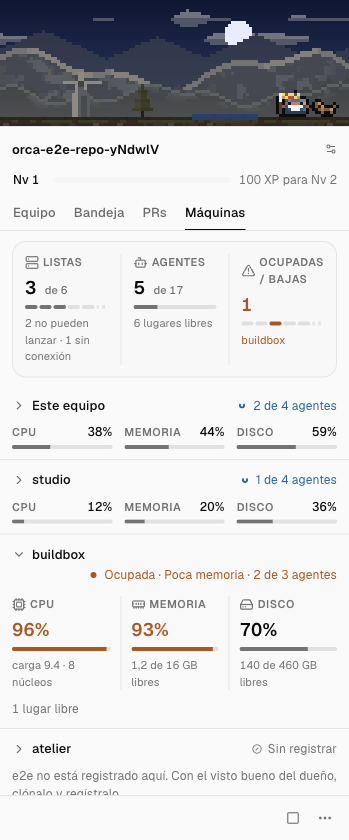 orca-e2e-repo-yNdwlV
Nv 1 100 XP para Nv 2
Equipo Bandeja PRs Máquinas
LISTAS
3 de 6
2 no pueden
lanzar · 1 sin
conexión
AGENTES
5 de 17
6 lugares libres
OCUPADAS
/ BAJAS
1
buildbox
Este equipo 2 de 4 agentes
CPU 38% MEMORIA 44% DISCO 59%
studio 1 de 4 agentes
CPU 12% MEMORIA 20% DISCO 36%
buildbox
Ocupada · Poca memoria · 2 de 3 agentes
CPU
96%
carga 9.4 · 8
núcleos
MEMORIA
93%
1,2 de 16 GB
libres
DISCO
70%
140 de 460 GB
libres
1 lugar libre
atelier Sin registrar
e2e no está registrado aquí. Con el visto bueno del dueño,
clónalo y regístralo